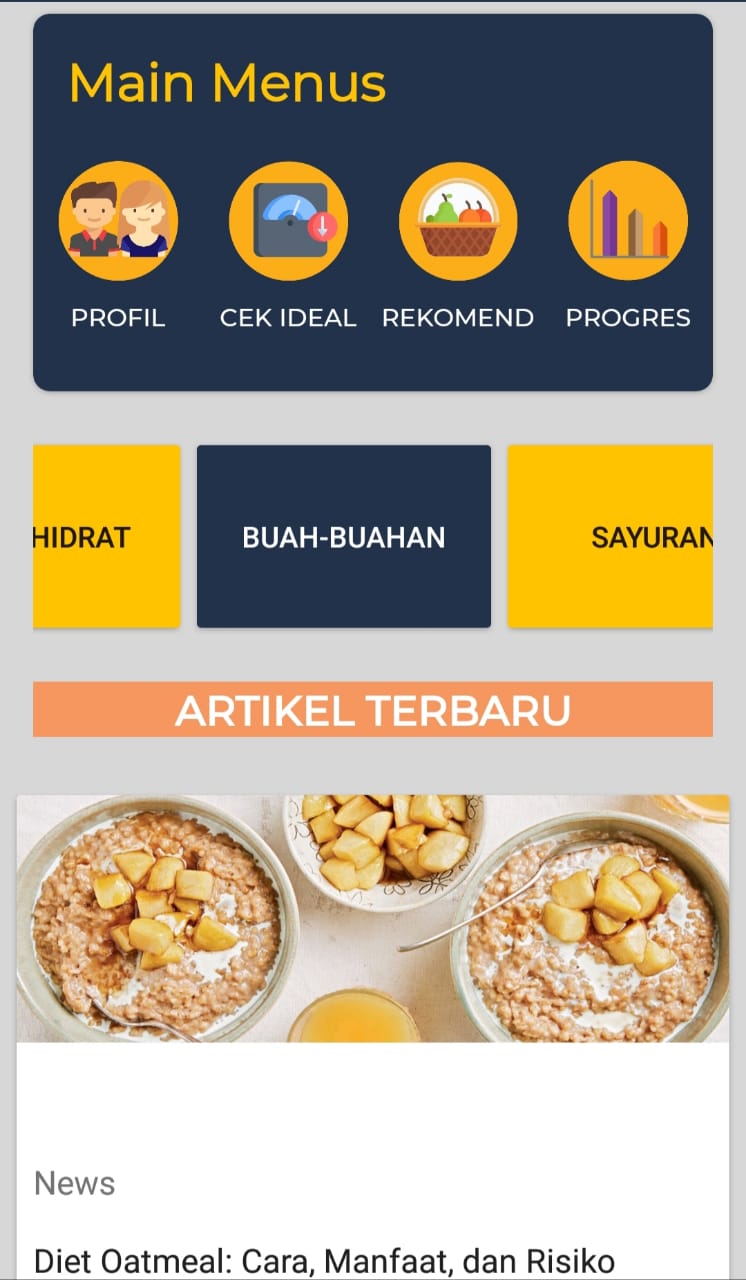 Main Menus
PROFIL
CEK IDEAL
REKOMEND
PROGRES
HIDRAT
BUAH-BUAHAN
SAYURAN
ARTIKEL TERBARU
News
Diet Oatmeal: Cara, Manfaat, dan Risiko